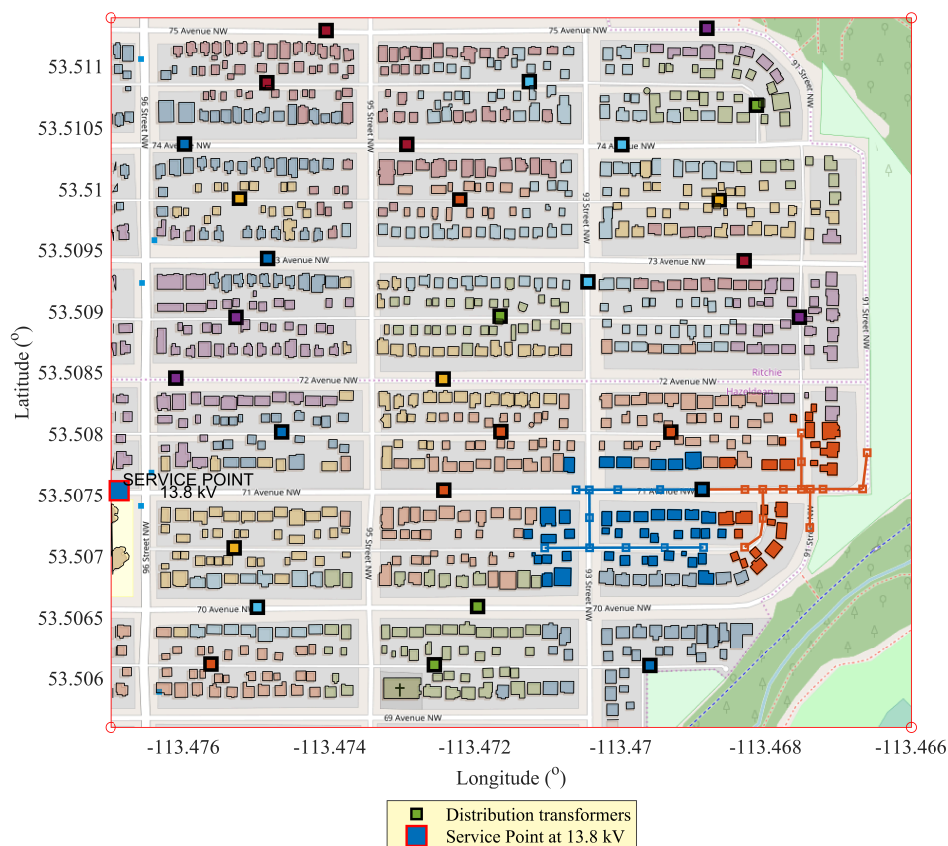 75 Avenue NW
75 Avenue NW
91 Street NW
53.511
96 Street NW
95 Street NW
53.5105
74 Avenue NW
74
53.51
93 Street NW
53.5095
3 Avenue NW
73 Avenue NW
53.509
91 Street NW
53.5085
Ritchie
72 Avenue NW
72 Avenue NW
Hazeldean
53.508
SERVICE POINT
13.8 kV
53.5075
71 Avenue NW
71 Avenue NW
96 Street NW
95 Street NW
91 Street NW
53.507
93 Street NW
53.5065
70 Avenue NW
70 Avenue NW
53.506
69 Avenue NW
-113.476
-113.474
-113.472
-113.47
-113.468
-113.466
Latitude (°)
Longitude (°)
Distribution transformers
Service Point at 13.8 kV